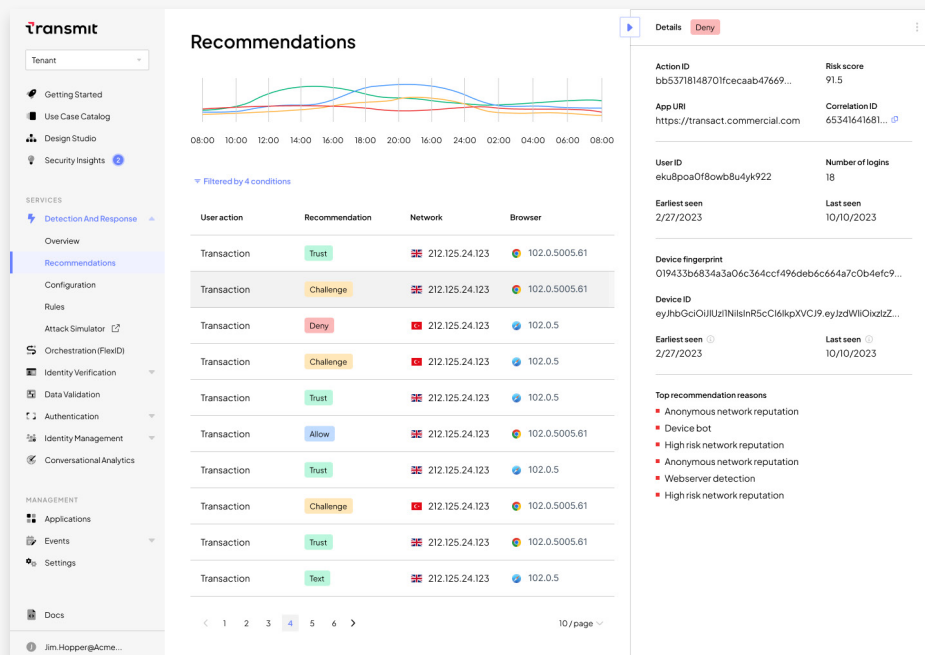 Transmit
Tenant
Getting Started
Use Case Catalog
Design Studio
Security Insights 2
SERVICES
Detection And Response
Overview
Recommendations
Configuration
Rules
Attack Simulator
Orchestration (FlexID)
Identity Verification
Data Validation
Authentication
Identity Management
Conversational Analytics
MANAGEMENT
Applications
Events
Settings
Docs
J Jim.Hopper@Acme...
Recommendations
08:00 10:00 12:00 14:00 16:00 18:00 20:00 16:00 24:00 02:00 04:00 06:00 08:00
Filtered by 4 conditions
User action Recommendation Network Browser
Transaction Trust 212.125.24.123 102.0.5005.61
Transaction Challenge 212.125.24.123 102.0.5005.61
Transaction Deny 212.125.24.123 102.0.5
Transaction Challenge 212.125.24.123 102.0.5
Transaction Trust 212.125.24.123 102.0.5
Transaction Allow 212.125.24.123 102.0.5005.61
Transaction Trust 212.125.24.123 102.0.5
Transaction Challenge 212.125.24.123 102.0.5005.61
Transaction Trust 212.125.24.123 102.0.5005.61
Transaction Text 212.125.24.123 102.0.5
1 2 3 4 5 6
10/page
Details Deny
Action ID Risk score
bb53718148701fcecaab47669... 91.5
App URI Correlation ID
https://transact.commercial.com 65341641681...
User ID Number of logins
eku8poa0f8owb8u4yk922 18
Earliest seen Last seen
2/27/2023 10/10/2023
Device fingerprint
019433b6834a3a06c364ccf496deb6c664a7c0b4efc9...
Device ID
Earliest seen Last seen
2/27/2023 10/10/2023
Top recommendation reasons
Anonymous network reputation
Device bot
High risk network reputation
Anonymous network reputation
Webserver detection
High risk network reputation